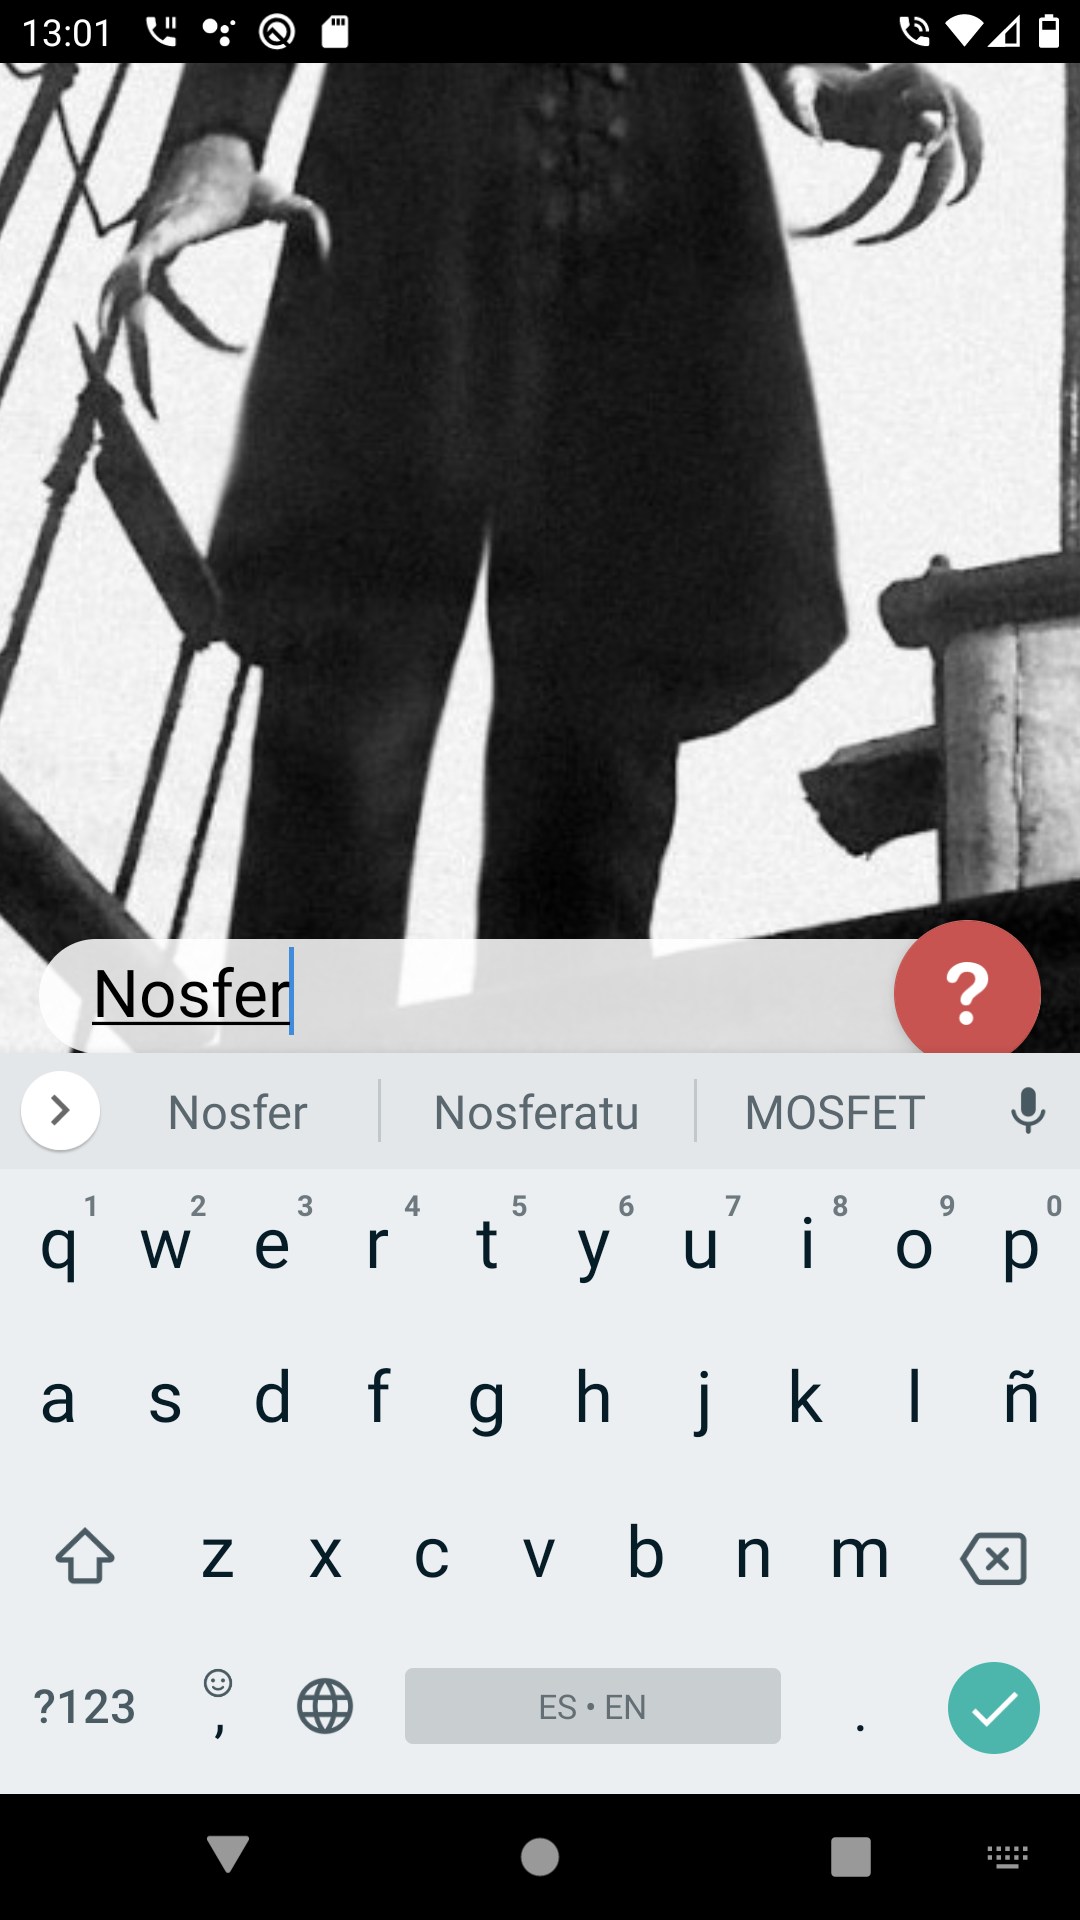 13:01
Nosfer
Nosfer Nosferatu MOSFET
1 2 3 4 5 6 7 8 9 0
q w e r t y u i o p
a s d f g h j k l ñ
z x c v b n m
?123 , ES • EN .
?